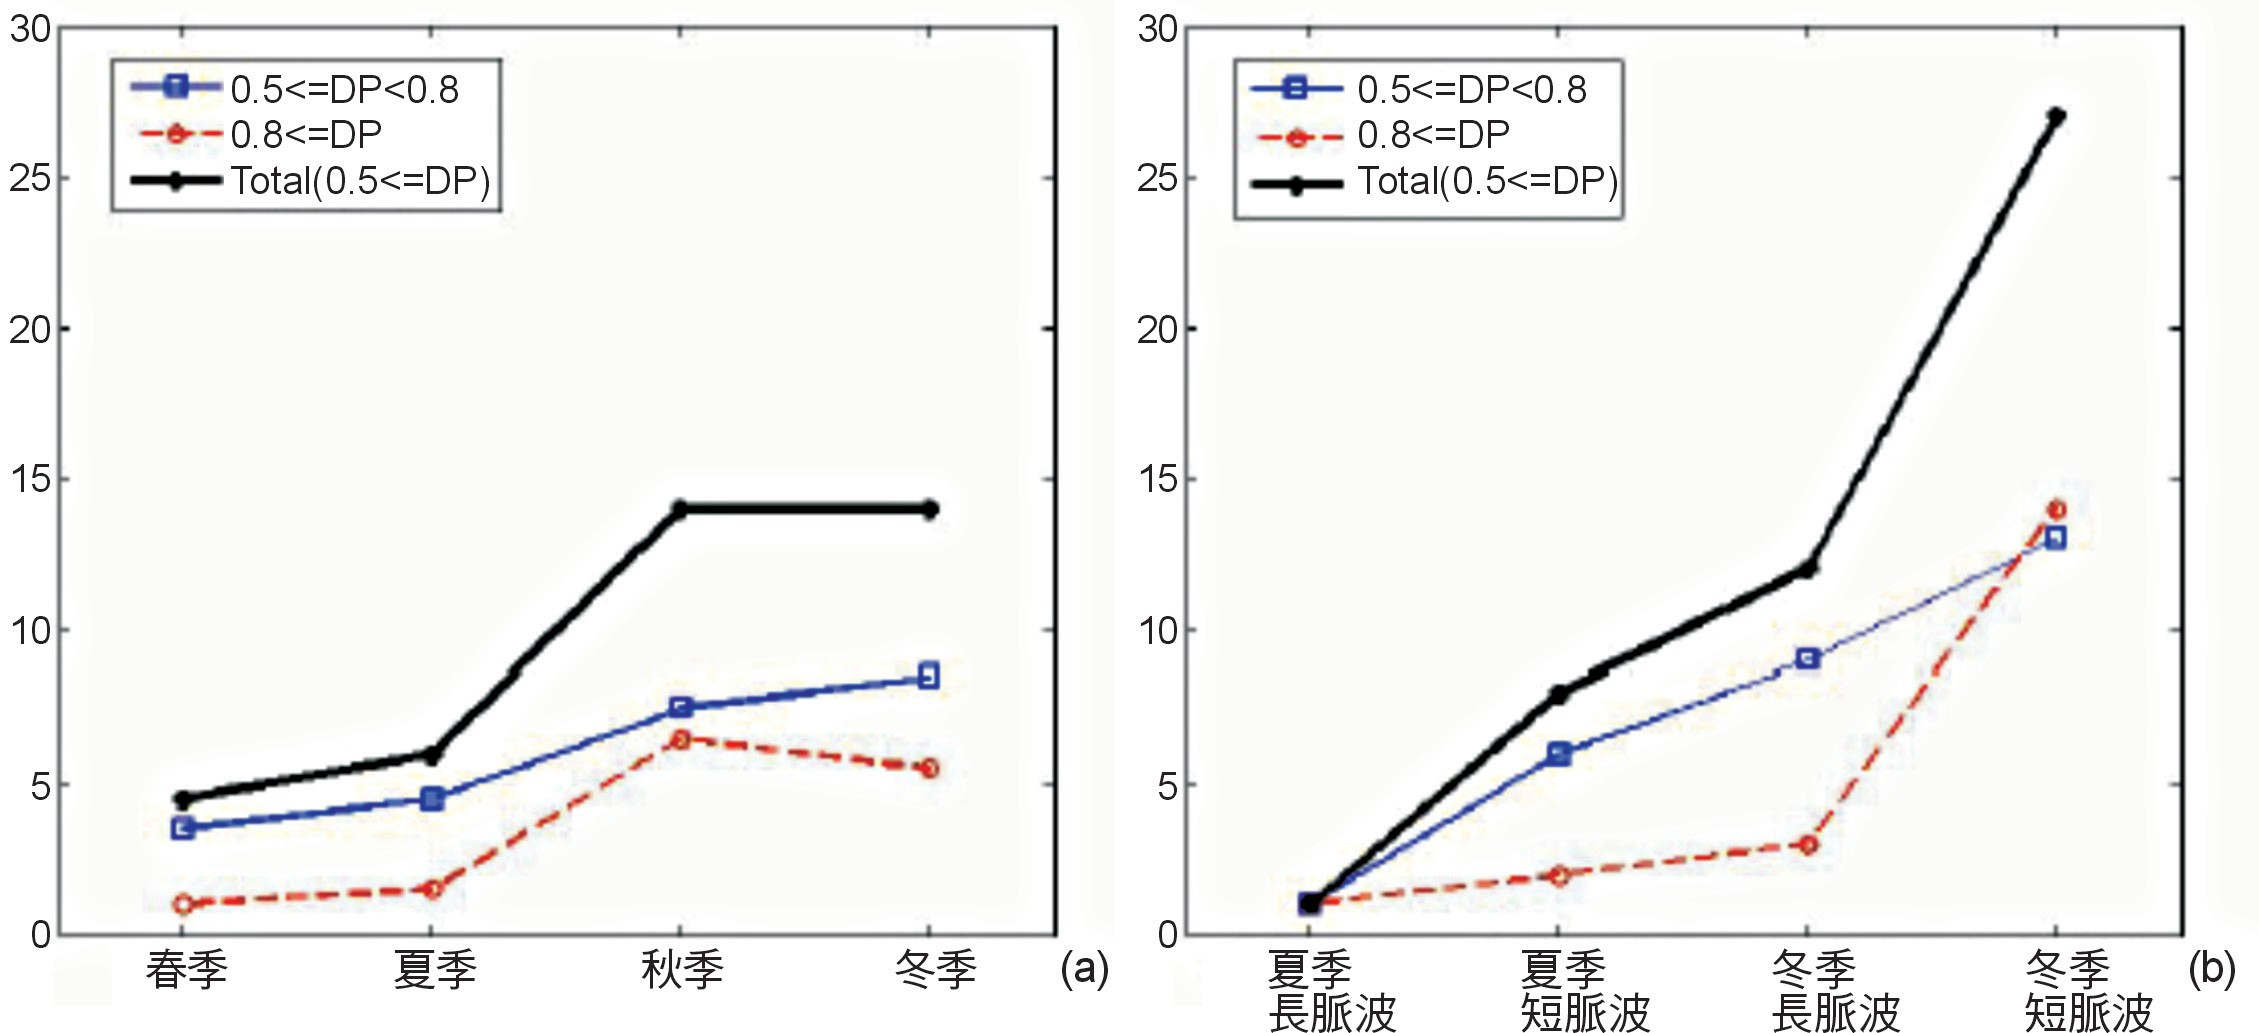 30
25
20
15
10
5
0
0.5<=DP<0.8
0.8<=DP
Total(0.5<=DP)
春季
夏季
秋季
冬季
(a)
30
25
20
15
10
5
0
0.5<=DP<0.8
0.8<=DP
Total(0.5<=DP)
夏季
長脈波
夏季
短脈波
冬季
長脈波
冬季
短脈波
(b)